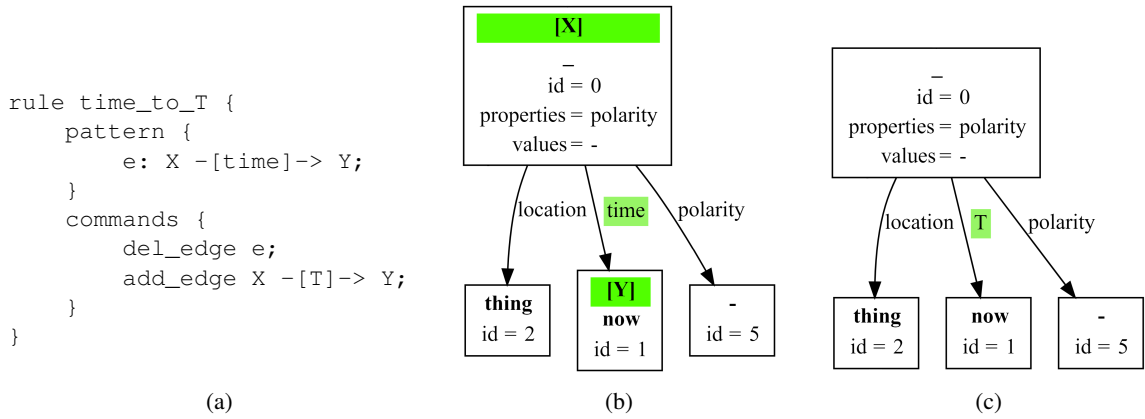 rule time_to_T {
pattern {
e: X -[time]-> Y;
}
commands {
del_edge e;
add_edge X -[T]-> Y;
}
}
(a)
[X]
_
id = 0
properties = polarity
values = -
location
time
polarity
thing
id = 2
[Y]
now
id = 1
-
id = 5
(b)
_
id = 0
properties = polarity
values = -
location
T
polarity
thing
id = 2
now
id = 1
-
id = 5
(c)